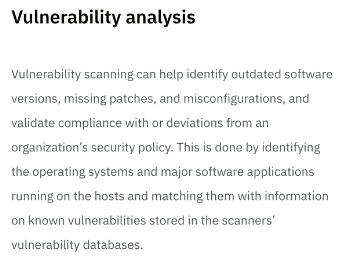 Vulnerability analysis
Vulnerability scanning can help identify outdated software
versions, missing patches, and misconfigurations, and
validate compliance with or deviations from an
organization's security policy. This is done by identifying
the operating systems and major software applications
running on the hosts and matching them with information
on known vulnerabilities stored in the scanners'
vulnerability databases.